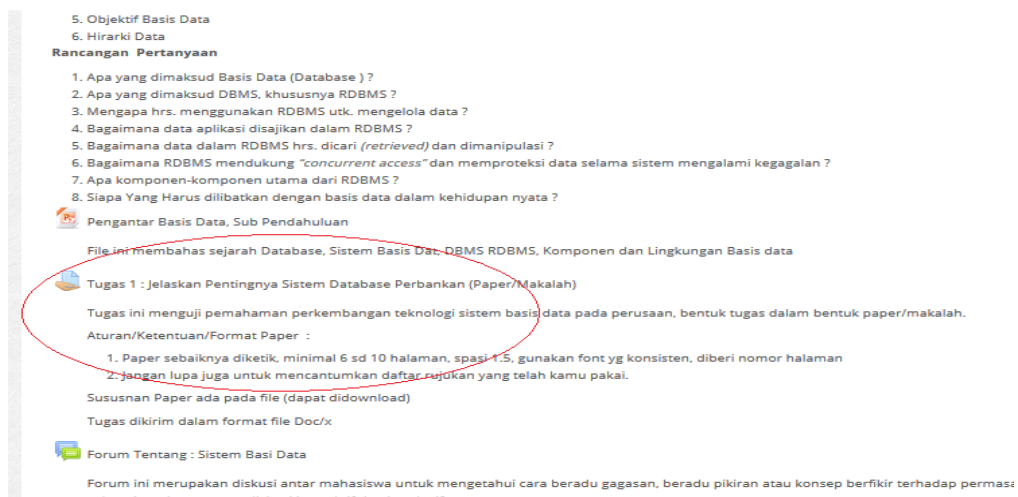 5. Objektif Basis Data
6. Hirarki Data
Rancangan Pertanyaan
1. Apa yang dimaksud Basis Data (Database ) ?
2. Apa yang dimaksud DBMS, khususnya RDBMS ?
3. Mengapa hrs. menggunakan RDBMS utk. mengelola data ?
4. Bagaimana data aplikasi disajikan dalam RDBMS ?
5. Bagaimana data dalam RDBMS hrs. dicari (retrieved) dan dimanipulasi ?
6. Bagaimana RDBMS mendukung "concurrent access" dan memproteksi data selama sistem mengalami kegagalan ?
7. Apa komponen-komponen utama dari RDBMS ?
8. Siapa Yang Harus dilibatkan dengan basis data dalam kehidupan nyata ?
Pengantar Basis Data, Sub Pendahuluan
File ini membahas sejarah Database, Sistem Basis Dat, DBMS RDBMS, Komponen dan Lingkungan Basis data
Tugas 1 : Jelaskan Pentingnya Sistem Database Perbankan (Paper/Makalah)
Tugas ini menguji pemahaman perkembangan teknologi sistem basis data pada perusaan, bentuk tugas dalam bentuk paper/makalah.
Aturan/Ketentuan/Format Paper :
1. Paper sebaiknya diketik, minimal 6 sd 10 halaman, spasi 1.5, gunakan font yg konsisten, diberi nomor halaman
2. Jangan lupa juga untuk mencantumkan daftar rujukan yang telah kamu pakai.
Sususnan Paper ada pada file (dapat didownload)
Tugas dikirim dalam format file Doc/x
Forum Tentang : Sistem Basi Data
Forum ini merupakan diskusi antar mahasiswa untuk mengetahui cara beradu gagasan, beradu pikiran atau konsep berfikir terhadap permasa